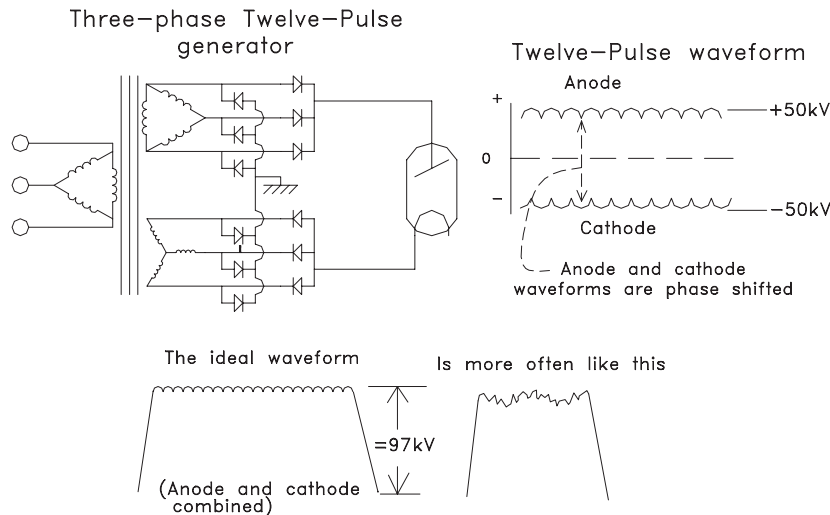 Three-phase Twelve-Pulse
generator
Twelve-Pulse waveform
Anode
+
+50kV
0
-
-50kV
Cathode
Anode and cathode
waveforms are phase shifted
The ideal waveform
Is more often like this
=97kV
(Anode and cathode
combined)